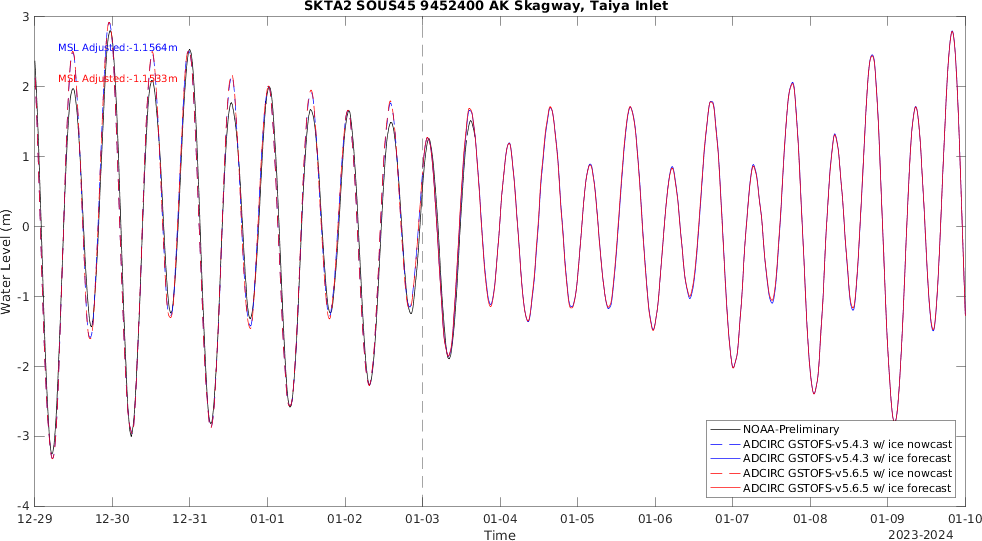 SKTA2 SOUS45 9452400 AK Skagway, Taiya Inlet
MSL Adjusted:-1.1564m
MSL Adjusted:-1.1533m
Water Level (m)
3
2
1
0
-1
-2
-3
-4
NOAA-Preliminary
ADCIRC GSTOFS-v5.4.3 w/ ice nowcast
ADCIRC GSTOFS-v5.4.3 w/ ice forecast
ADCIRC GSTOFS-v5.6.5 w/ ice nowcast
ADCIRC GSTOFS-v5.6.5 w/ ice forecast
12-29 12-30 12-31 01-01 01-02 01-03 01-04 01-05 01-06 01-07 01-08 01-09 01-10
Time
2023-2024